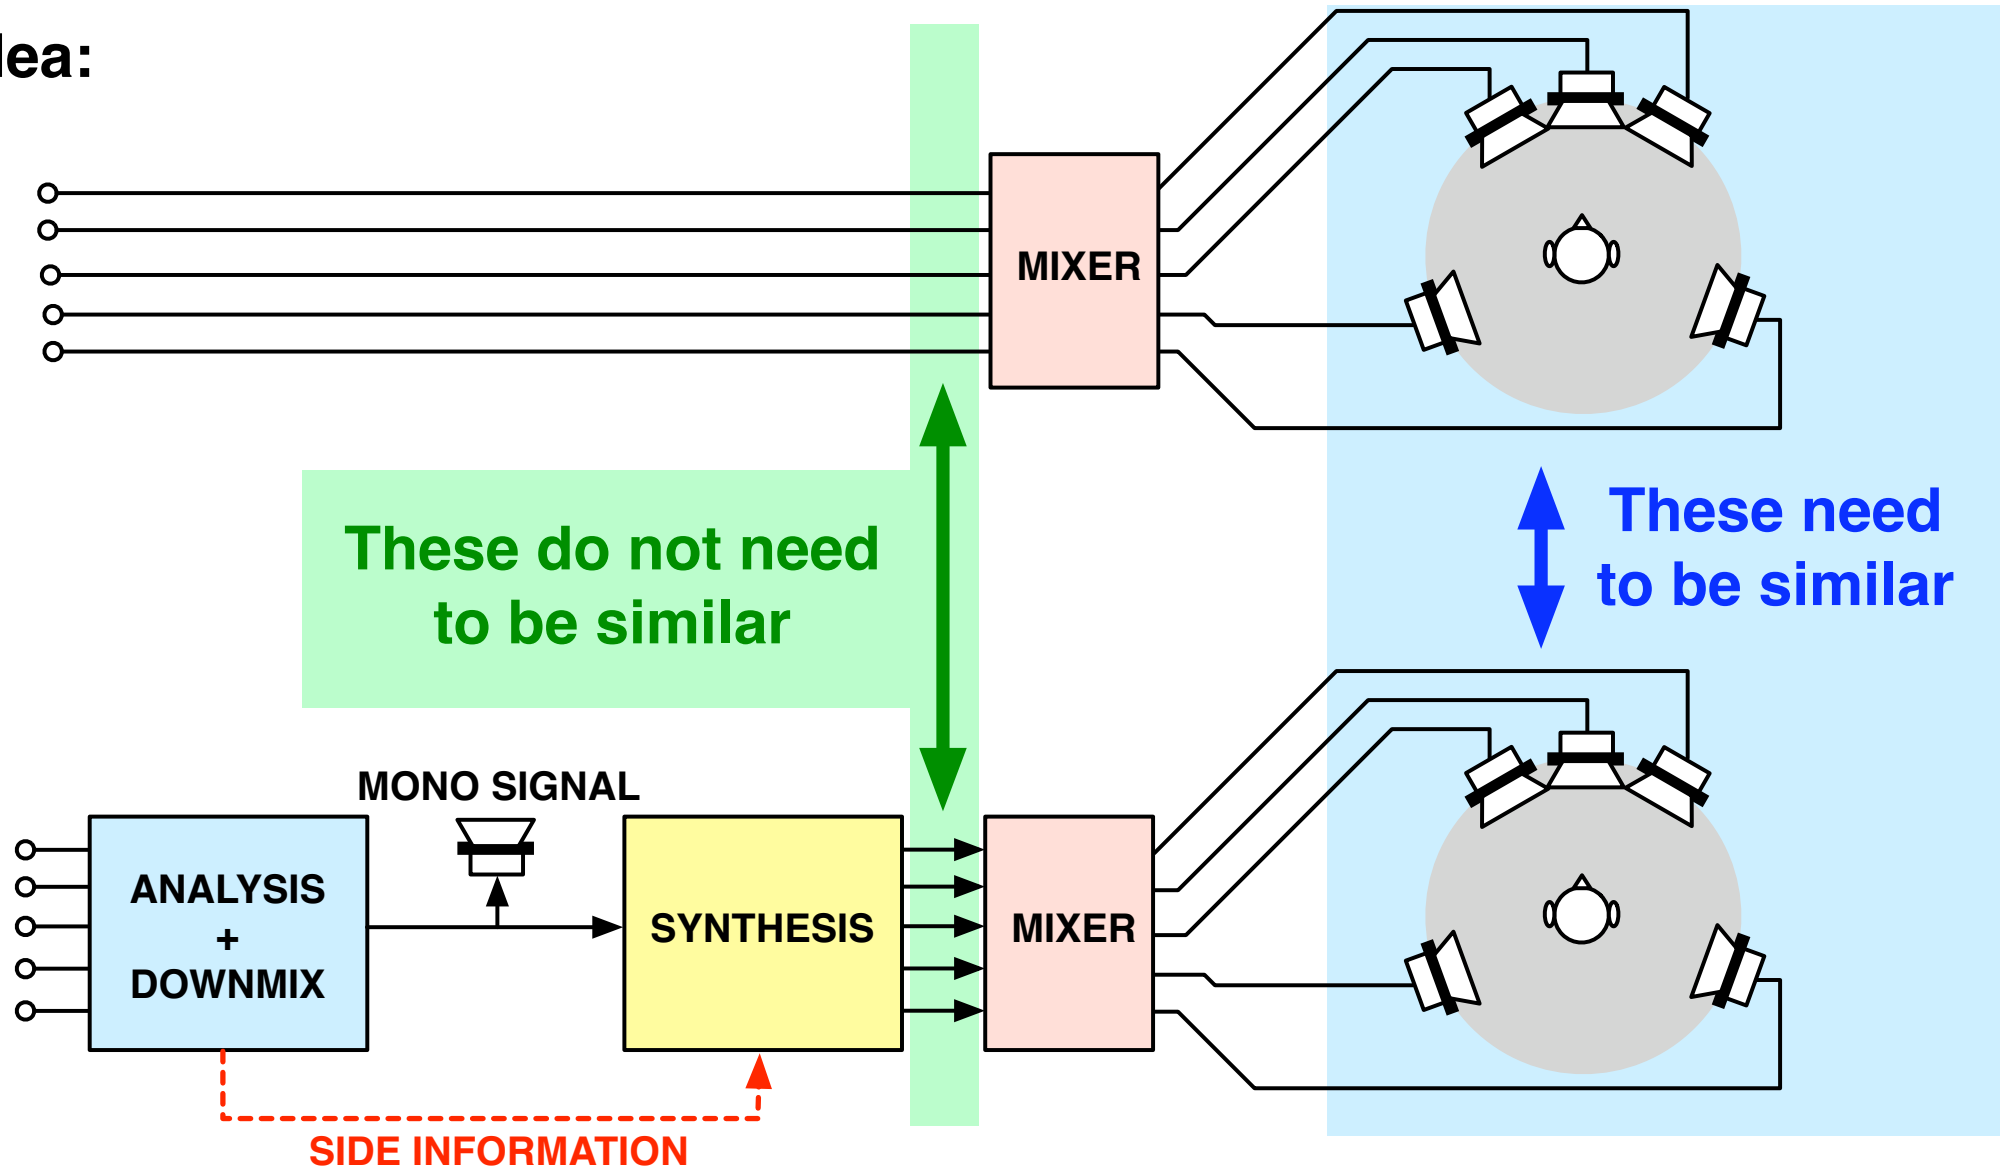 dea:
MIXER
These do not need
to be similar
These need
to be similar
MONO SIGNAL
ANALYSIS
+
DOWNMIX
SYNTHESIS
MIXER
SIDE INFORMATION